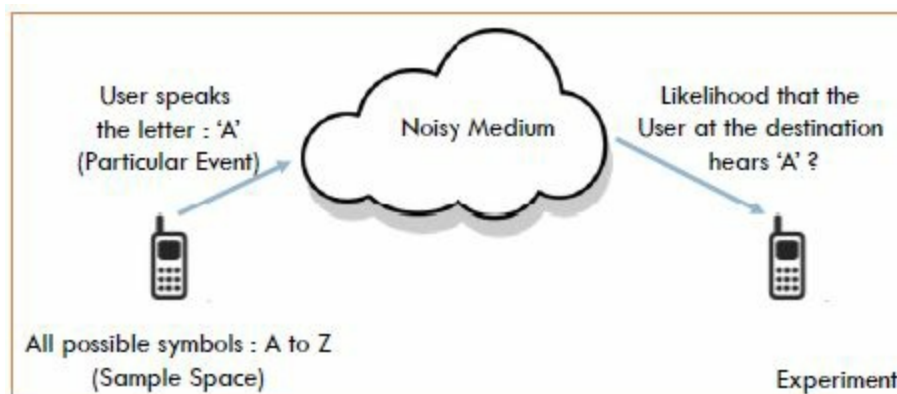 User speaks
the letter : 'A'
(Particular Event)
Noisy Medium
Likelihood that the
User at the destination
hears 'A' ?
All possible symbols : A to Z
(Sample Space)
Experiment